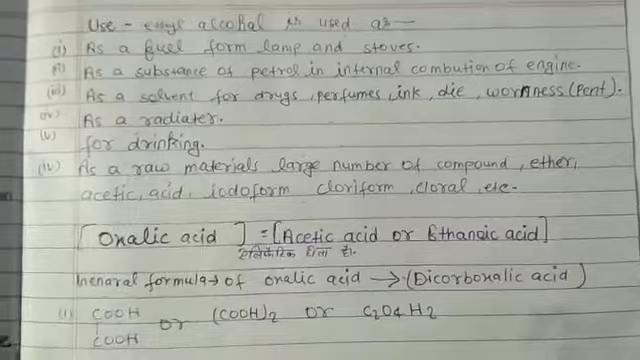 Use - ethyl alcohal is used as —
(i) As a fuel form lamp and stoves.
(ii) As a substance of petrol in internal combution of engine.
(iii) As a solvent for drugs, perfumes, ink, die, wornness (Pent).
(iv) As a radiater.
(v) for drinking.
(iv) As a raw materials large number of compound, ether,
acetic, acid, iodoform cloriform, cloral, etc.
[Oxalic acid] = [Acetic acid or Ethanoic acid]
होता है।
formula → of oxalic acid → (Dicorboxalic acid)
(1) COOH or (COOH)2 or C2O4H2
COOH